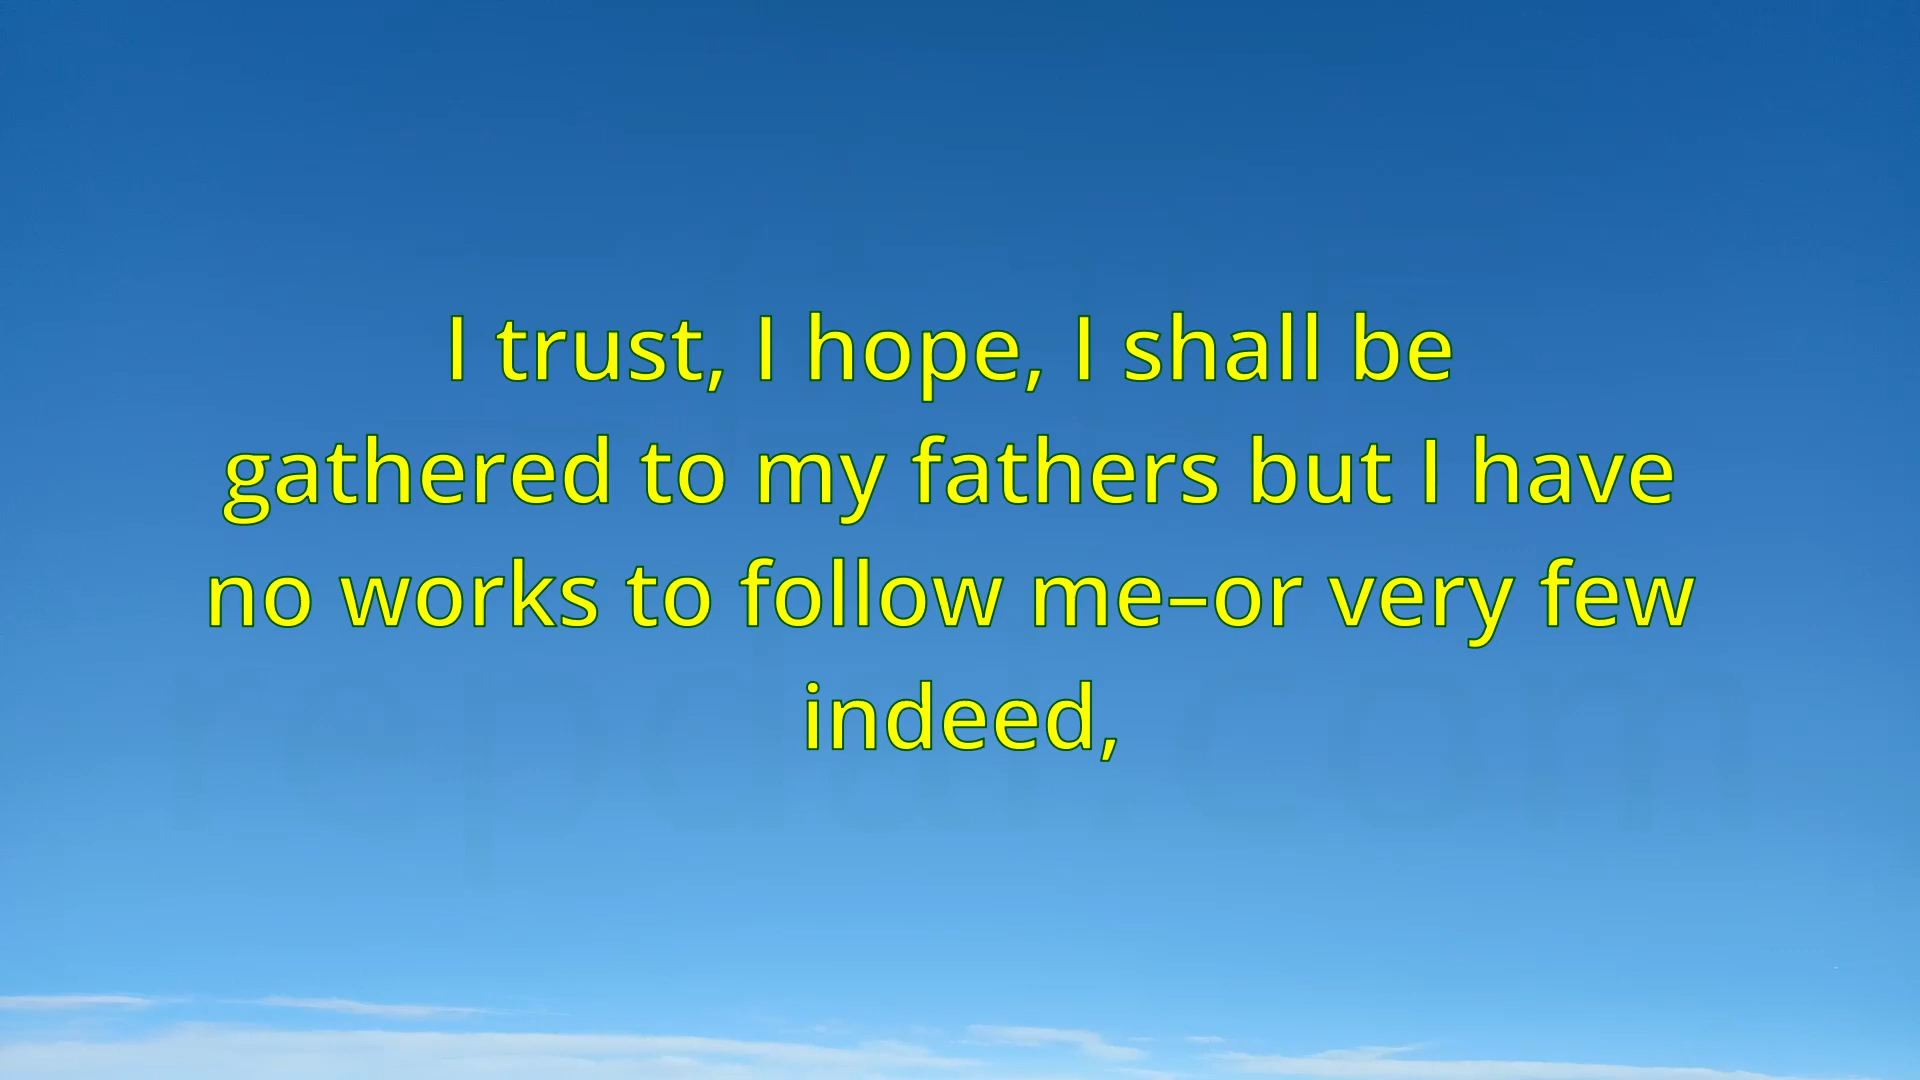 I trust, I hope, I shall be
gathered to my fathers but I have
no works to follow me–or very few
indeed,